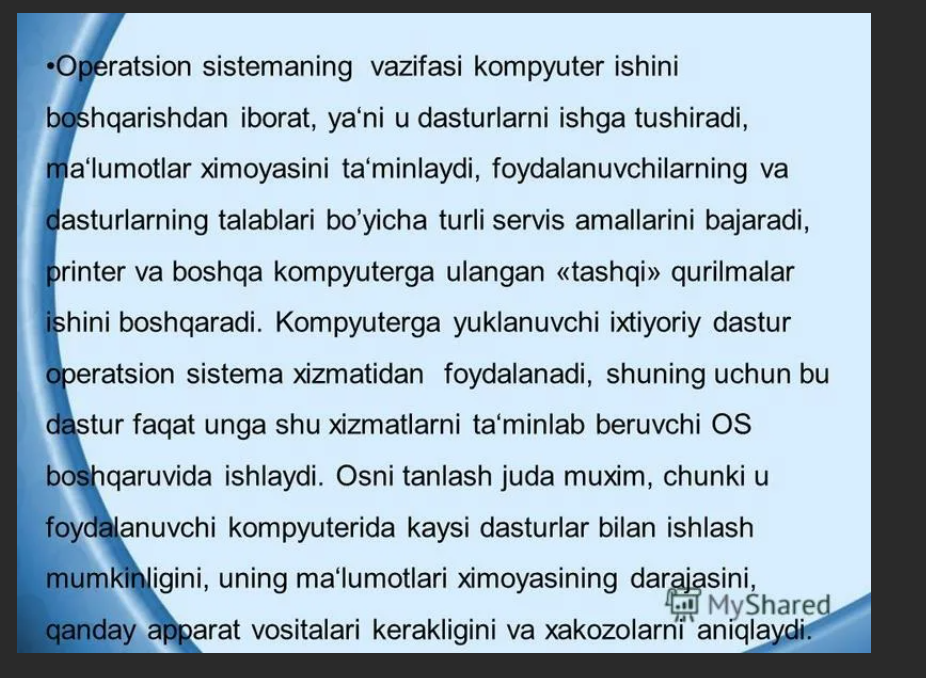 •Operatsion sistemaning vazifasi kompyuter ishini
boshqarishdan iborat, ya‘ni u dasturlarni ishga tushiradi,
ma‘lumotlar ximoyasini ta‘minlaydi, foydalanuvchilarning va
dasturlarning talablari bo’yicha turli servis amallarini bajaradi,
printer va boshqa kompyuterga ulangan «tashqi» qurilmalar
ishini boshqaradi. Kompyuterga yuklanuvchi ixtiyoriy dastur
operatsion sistema xizmatidan foydalanadi, shuning uchun bu
dastur faqat unga shu xizmatlarni ta‘minlab beruvchi OS
boshqaruvida ishlaydi. Osni tanlash juda muxim, chunki u
foydalanuvchi kompyuterida kaysi dasturlar bilan ishlash
mumkinligini, uning ma‘lumotlari ximoyasining darajasini,
MyShared
qanday apparat vositalari kerakligini va xakozolarni aniqlaydi.